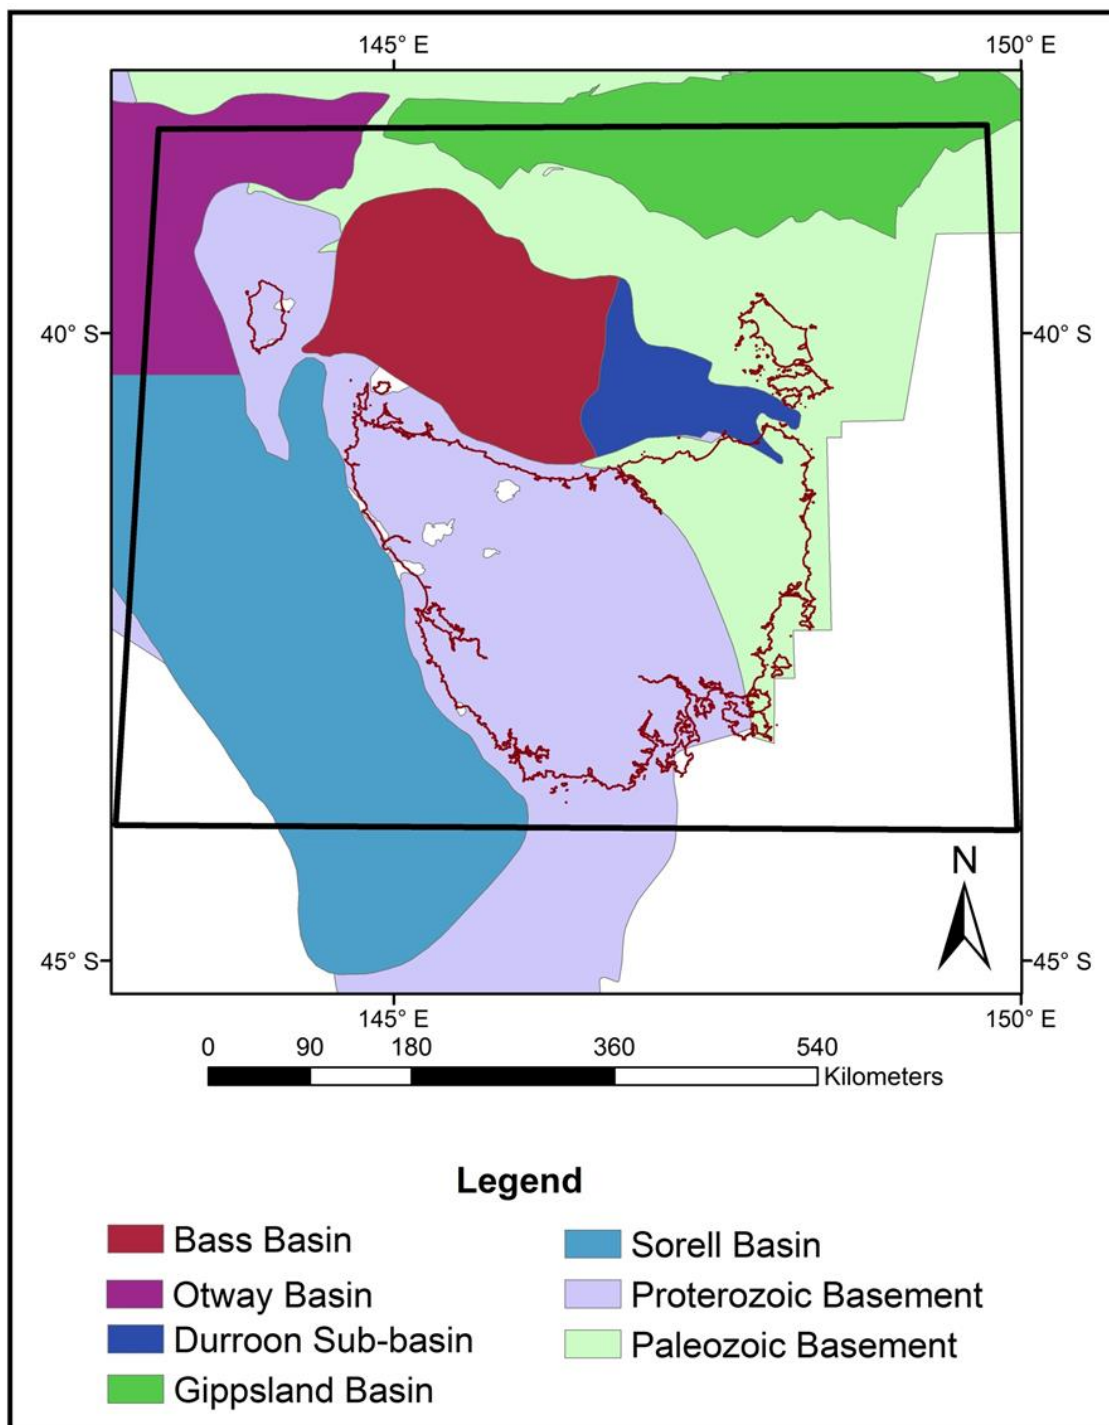 145° E 150° E
40° S 40° S
N
45° S 45° S
145° E 150° E
0 90 180 360 540
Kilometers
Legend
Bass Basin
Otway Basin
Durroon Sub-basin
Gippsland Basin
Sorell Basin
Proterozoic Basement
Paleozoic Basement